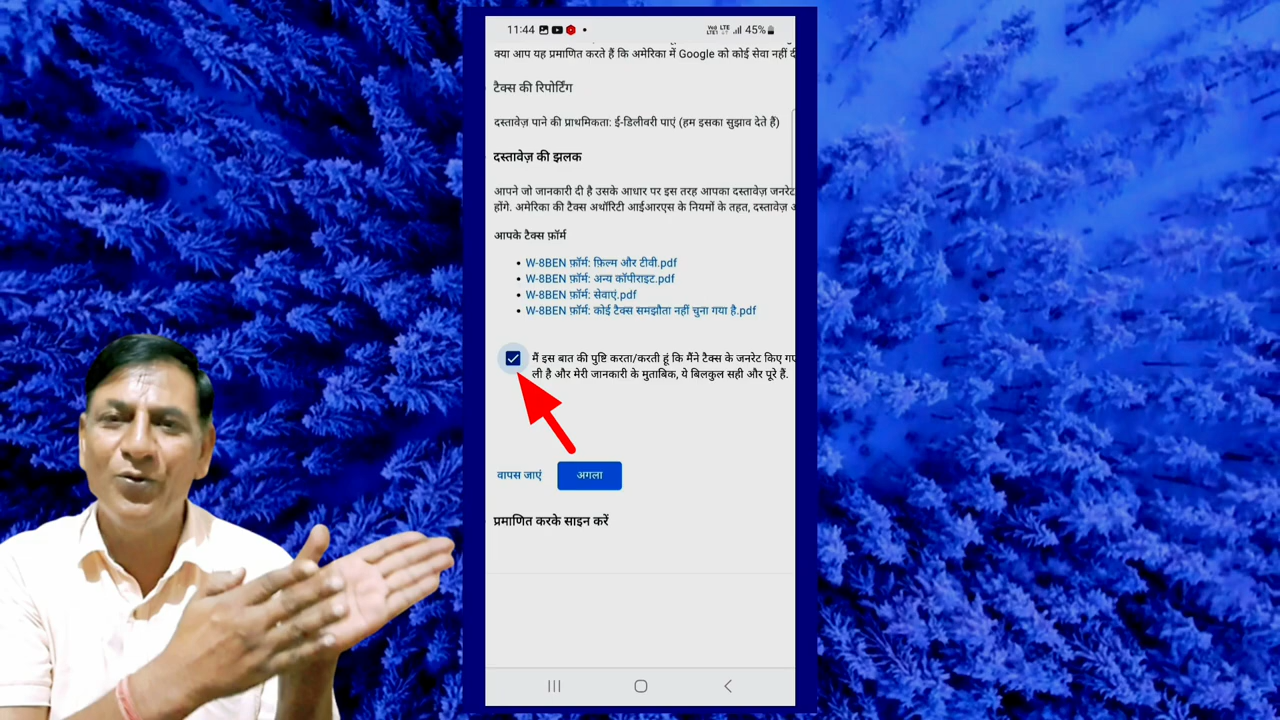 11:44
Vo) LTE
LTE1
45%
क्या आप यह प्रमाणित करते हैं कि अमेरिका में Google को कोई सेवा नहीं
टैक्स की रिपोर्टिंग
दस्तावेज़ पाने की प्राथमिकता: ई-डिलीवरी पाएं (हम इसका सुझाव देते हैं)
दस्तावेज़ की झलक
आपने जो जानकारी दी है उसके आधार पर इस तरह आपका दस्तावेज़
होंगे. अमेरिका की टैक्स अथॉरिटी आईआरएस के नियमों के तहत, दस्तावेज़
आपके टैक्स फ़ॉर्म
W-8BEN फ़ॉर्म: फ़िल्म और टीवी.pdf
W-8BEN फ़ॉर्म: अन्य कॉपीराइट.pdf
W-8BEN फ़ॉर्म: सेवाएं.pdf
W-8BEN फ़ॉर्म: कोई टैक्स समझौता नहीं चुना गया है.pdf
मैं इस बात की पुष्टि करता/करती हूं कि मैंने टैक्स के जनरेट किए
ली है और मेरी जानकारी के मुताबिक, ये बिलकुल सही और पूरे हैं.
वापस जाएं
अगला
प्रमाणित करके साइन करें